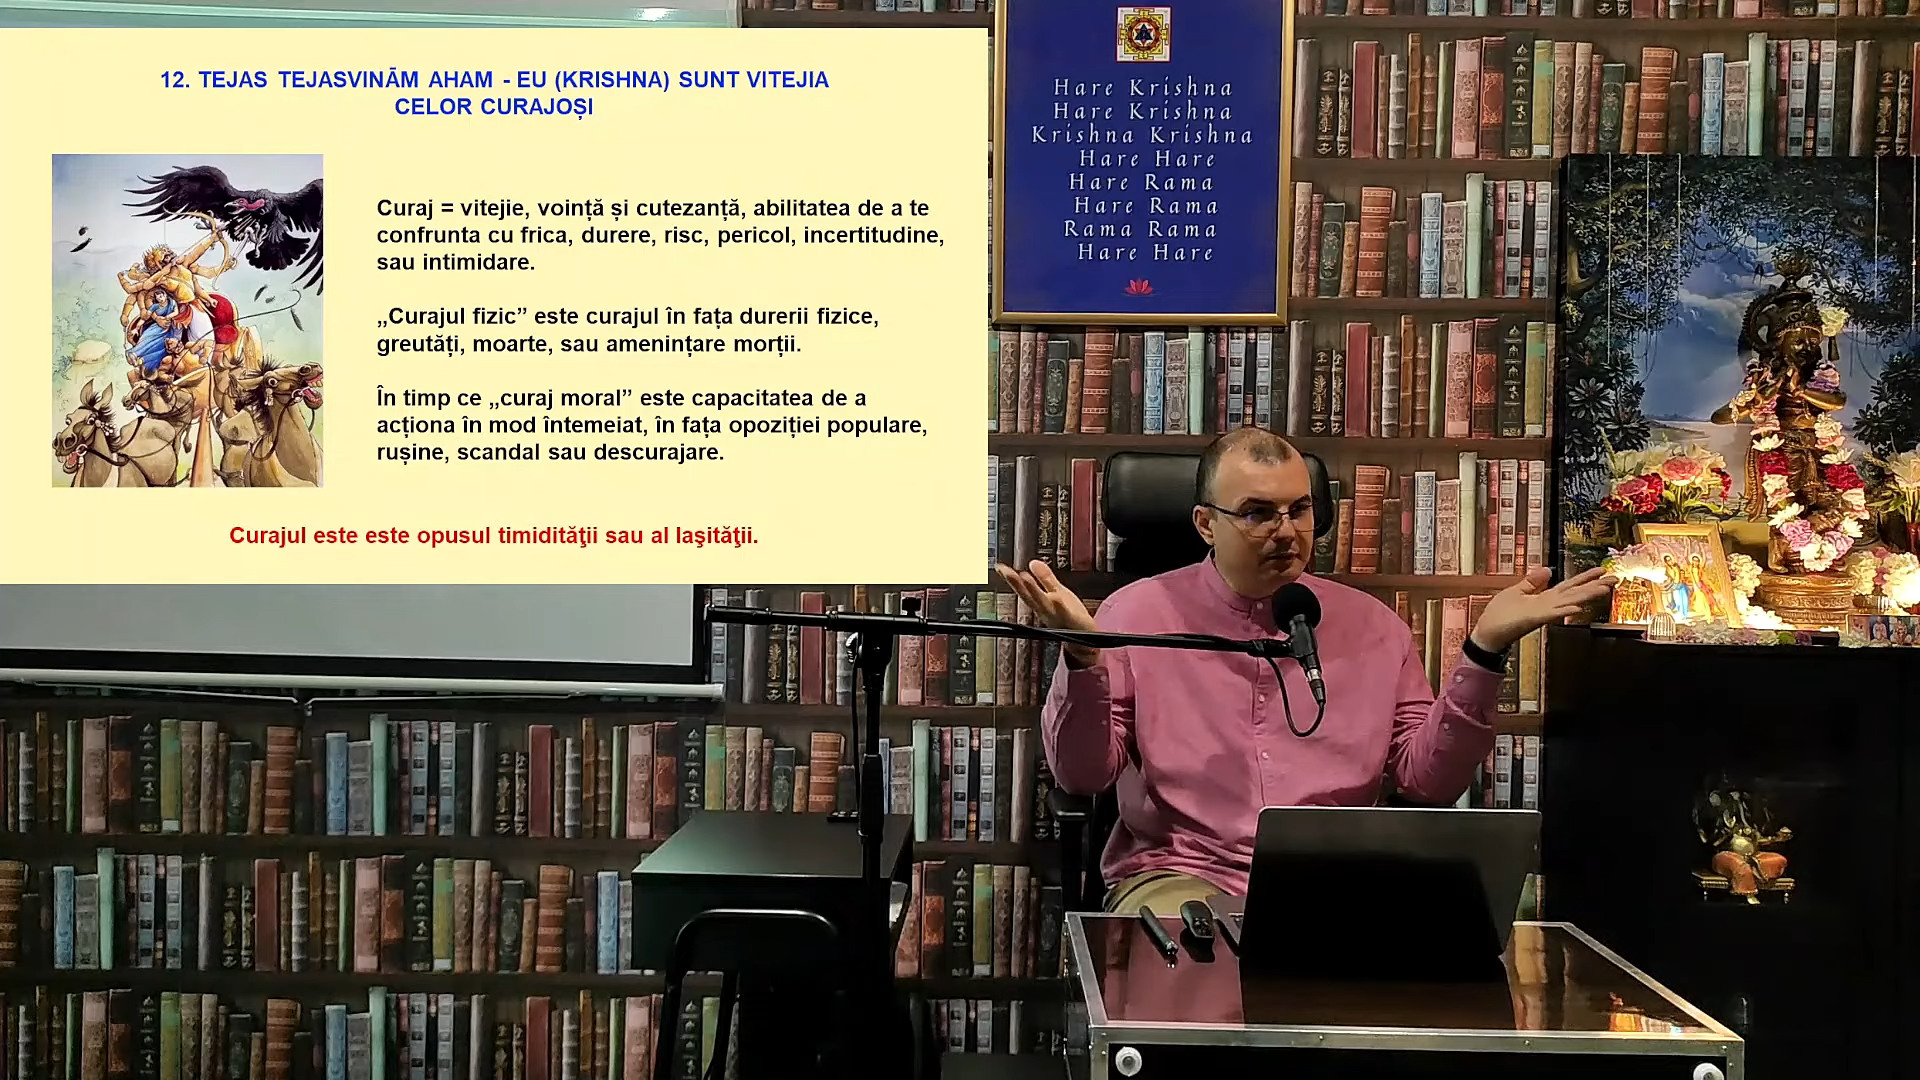 12. TEJAS TEJASVINĀM AHAM - EU (KRISHNA) SUNT VITEJIA
CELOR CURAJOȘI
Curaj = vitejie, voință și cutezanță, abilitatea de a te
confrunta cu frica, durere, risc, pericol, incertitudine,
sau intimidare.
„Curajul fizic” este curajul în fața durerii fizice,
greutăți, moarte, sau amenințare morții.
În timp ce „curaj moral” este capacitatea de a
acționa în mod întemeiat, în fața opoziției populare,
rușine, scandal sau descurajare.
Curajul este este opusul timidităţii sau al laşităţii.
Hare Krishna
Hare Krishna
Krishna Krishna
Hare Hare
Hare Rama
Hare Rama
Rama Rama
Hare Hare